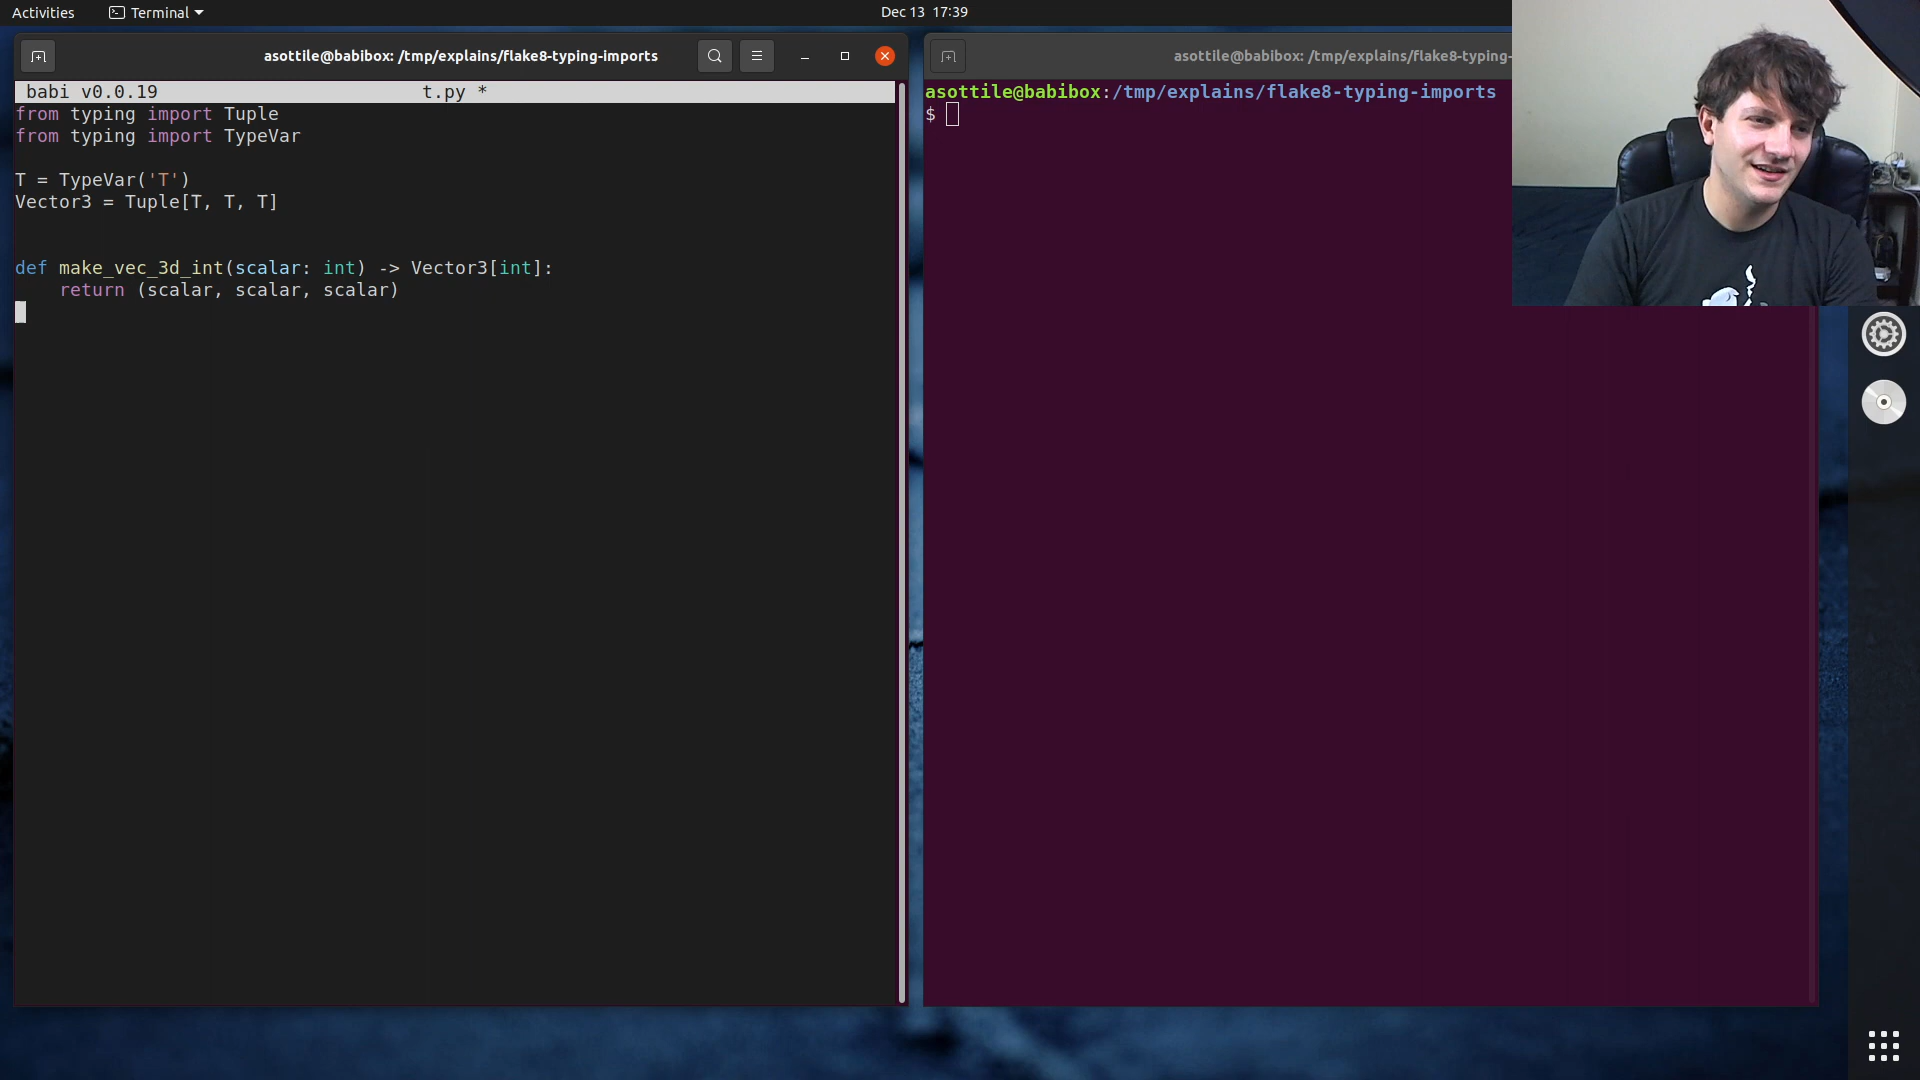 Activities
Terminal
Dec 13 17:39
asottile@babibox: /tmp/explains/flake8-typing-imports
babi v0.0.19 t.py *
from typing import Tuple
from typing import TypeVar
T = TypeVar('T')
Vector3 = Tuple[T, T, T]
def make_vec_3d_int(scalar: int) -> Vector3[int]:
    return (scalar, scalar, scalar)
asottile@babibox: /tmp/explains/flake8-typing-
asottile@babibox:/tmp/explains/flake8-typing-imports
$